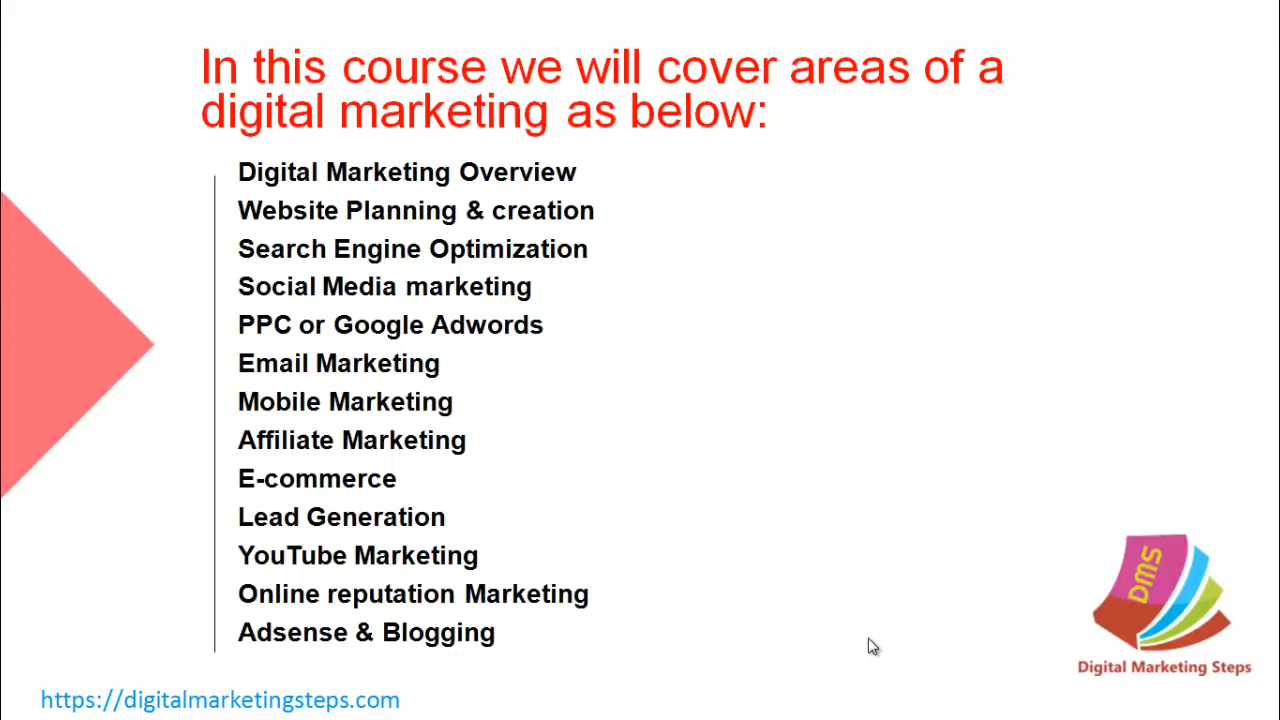 In this course we will cover areas of a
digital marketing as below:
Digital Marketing Overview
Website Planning & creation
Search Engine Optimization
Social Media marketing
PPC or Google Adwords
Email Marketing
Mobile Marketing
Affiliate Marketing
E-commerce
Lead Generation
YouTube Marketing
Online reputation Marketing
Adsense & Blogging
DMS
Digital Marketing Steps
https://digitalmarketingsteps.com